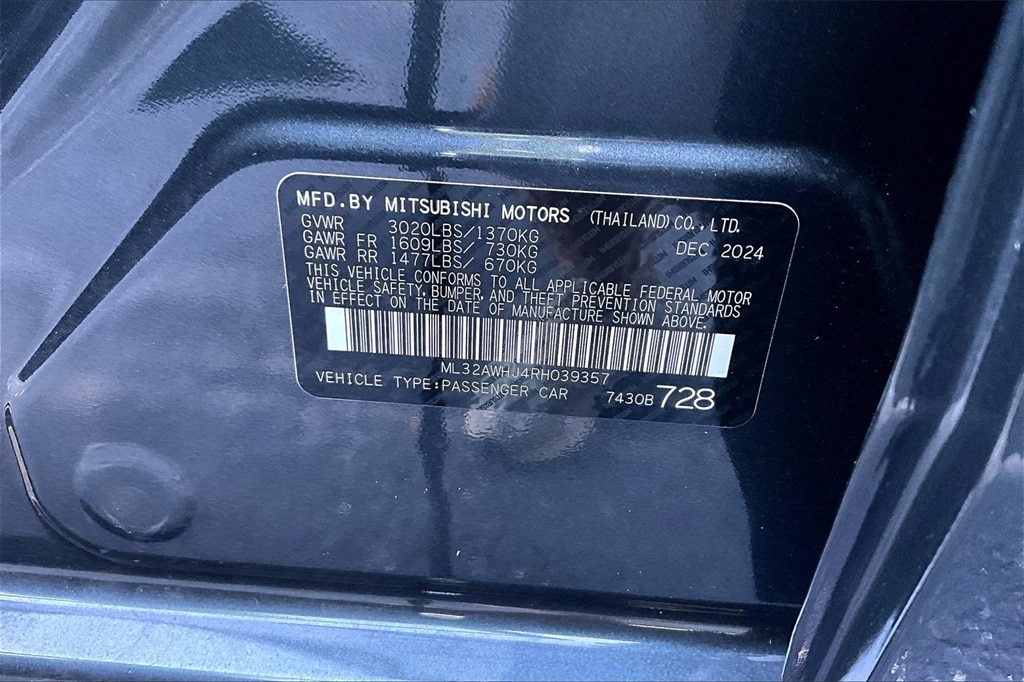 MFD.BY MITSUBISHI MOTORS (THAILAND)CO.,LTD.
GVWR 3020LBS/1370KG DEC 2024
GAWR FR 1609LBS/ 730KG
GAWR RR 1477LBS/ 670KG
THIS VEHICLE CONFORMS TO ALL APPLICABLE FEDERAL MOTOR
VEHICLE SAFETY, BUMPER, AND THEFT PREVENTION STANDARDS
IN EFFECT ON THE DATE OF MANUFACTURE SHOWN ABOVE.
ML32AWHJ4RH039357
VEHICLE TYPE:PASSENGER CAR 7430B 728